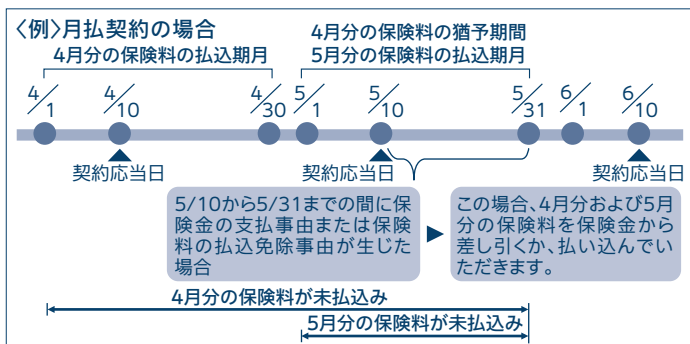 〈例〉月払契約の場合
4月分の保険料の払込期月
4月分の保険料の猶予期間
5月分の保険料の払込期月
4/1
4/10
4/30
5/1
5/10
5/31
6/1
6/10
契約応当日
契約応当日
契約応当日
5/10から5/31までの間に保
険金の支払事由または保険
料の払込免除事由が生じた
場合
この場合、4月分および5月
分の保険料を保険金から
差し引くか、払い込んでい
ただきます。
4月分の保険料が未払込み
5月分の保険料が未払込み